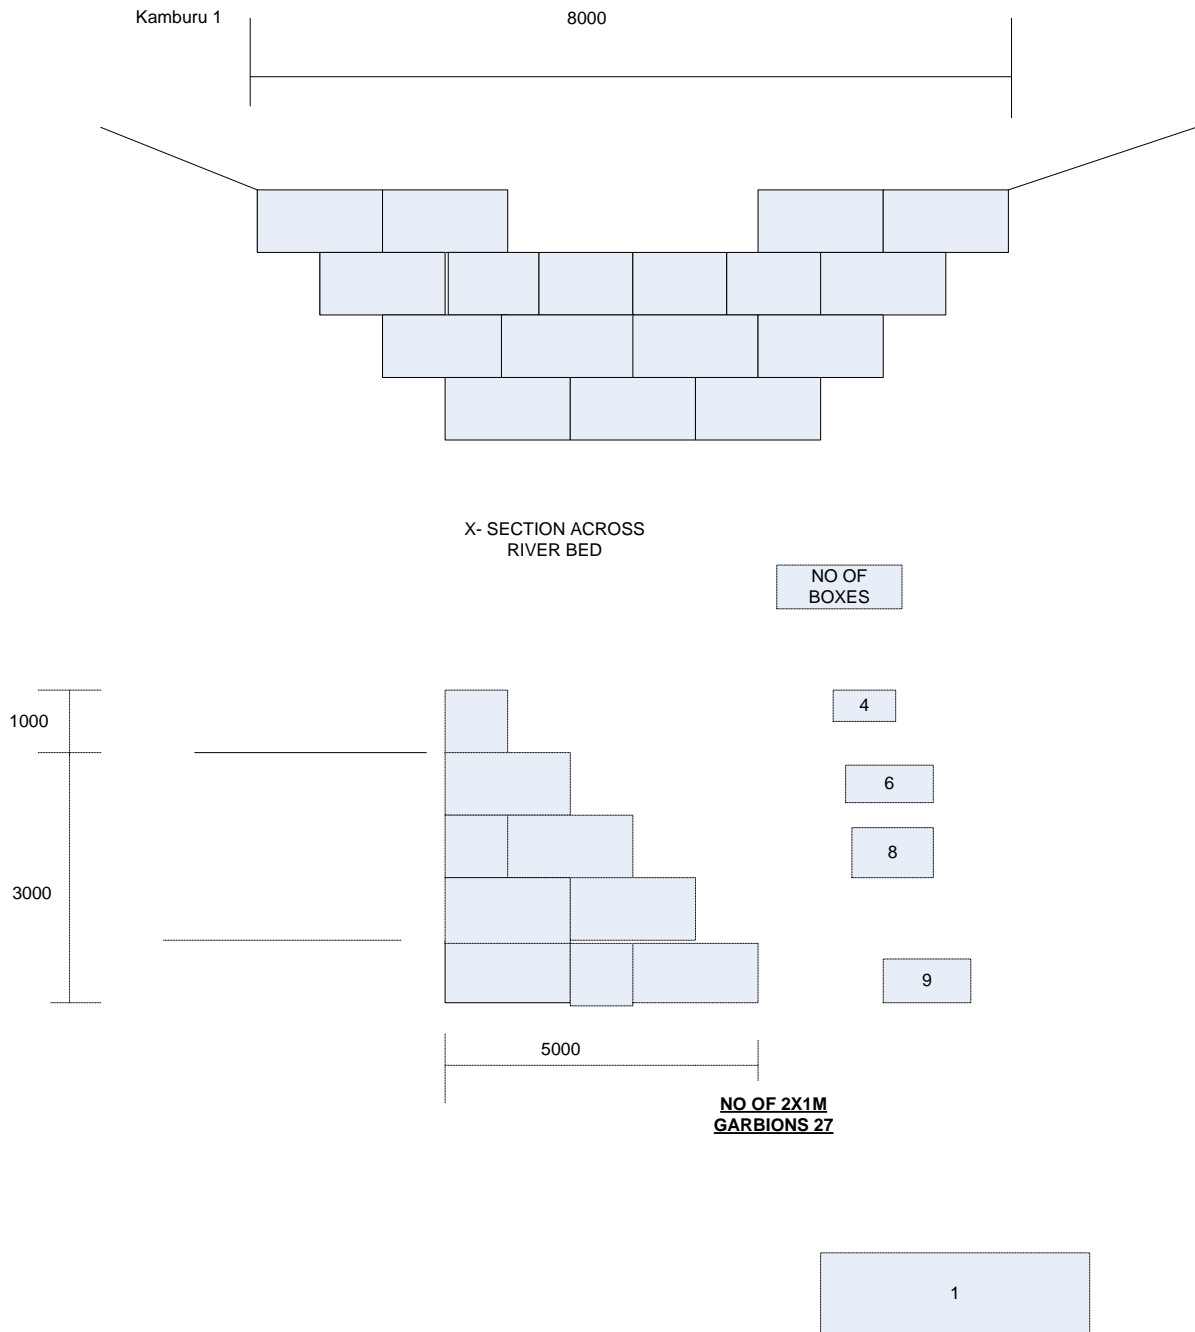 Kamburu 1
8000
X- SECTION ACROSS
RIVER BED
NO OF
BOXES
1000
4
6
3000
8
9
5000
NO OF 2X1M
GARBIONS 27
1